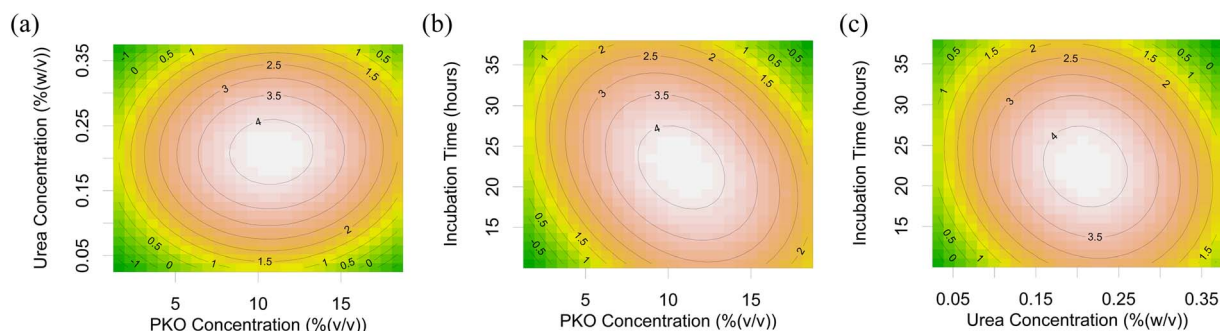 (a)
Urea Concentration (%(w/v))
0.05 0.15 0.25 0.35
-1 0 0.5 1 1 0.5 0
2.5
1.5
3
3.5
4
2
0.5 1.5
-1 0 1 1 0.5 0
5 10 15
PKO Concentration (%(v/v))
(b)
Incubation Time (hours)
15 20 25 30 35
1 2 2 1 -0.5
2.5
1.5 0.5
3 3.5
4
0.5
-0.5 2
5 10 15
PKO Concentration (%(v/v))
(c)
Incubation Time (hours)
15 20 25 30 35
1.5 2 1.5 0.5 0
2.5
1 2 1
3 3.5
4
0.5 3.5
0 1.5
0.05 0.15 0.25 0.35
Urea Concentration (%(w/v))